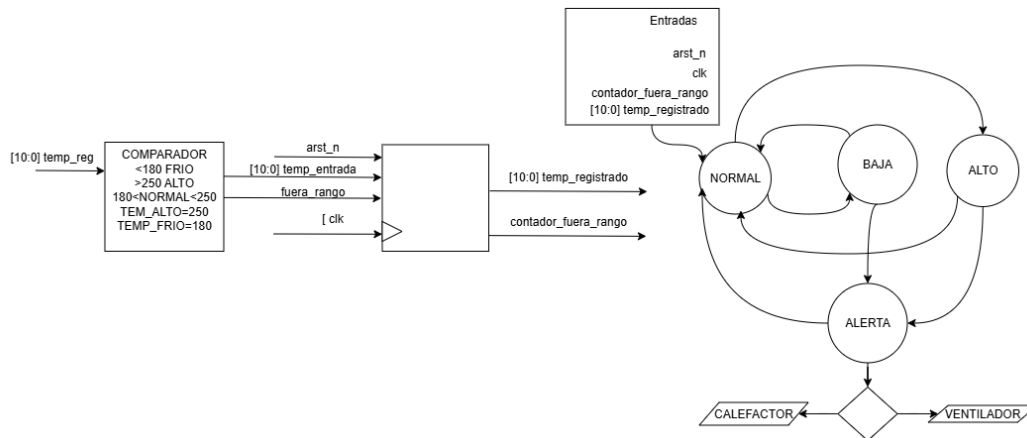 [10:0] temp_reg
COMPARADOR
<180 FRIO
>250 ALTO
180<NORMAL<250
TEM_ALTO=250
TEMP_FRIO=180
arst_n
[10:0] temp_entrada
fuera_rango
[ clk
[10:0] temp_registrado
contador_fuera_rango
Entradas
arst_n
clk
contador_fuera_rango
[10:0] temp_registrado
NORMAL
BAJA
ALTO
ALERTA
CALEFACTOR
VENTILADOR